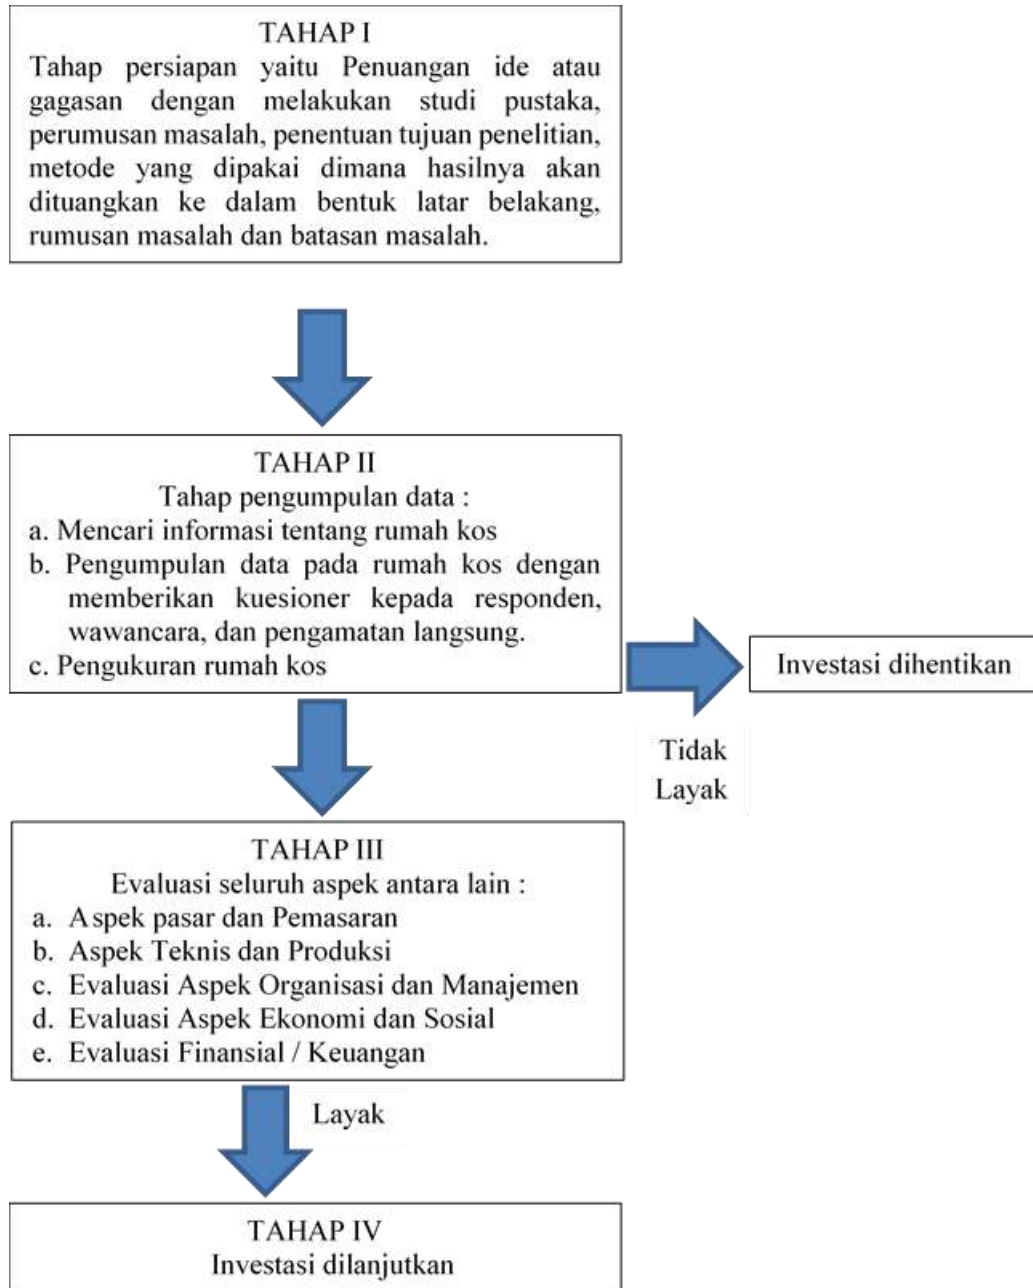 TAHAP I
Tahap persiapan yaitu Penuangan ide atau
gagasan dengan melakukan studi pustaka,
perumusan masalah, penentuan tujuan penelitian,
metode yang dipakai dimana hasilnya akan
dituangkan ke dalam bentuk latar belakang,
rumusan masalah dan batasan masalah.
TAHAP II
Tahap pengumpulan data :
a. Mencari informasi tentang rumah kos
b. Pengumpulan data pada rumah kos dengan
memberikan kuesioner kepada responden,
wawancara, dan pengamatan langsung.
c. Pengukuran rumah kos
Investasi dihentikan
Tidak
Layak
TAHAP III
Evaluasi seluruh aspek antara lain :
a. Aspek pasar dan Pemasaran
b. Aspek Teknis dan Produksi
c. Evaluasi Aspek Organisasi dan Manajemen
d. Evaluasi Aspek Ekonomi dan Sosial
e. Evaluasi Finansial / Keuangan
Layak
TAHAP IV
Investasi dilanjutkan